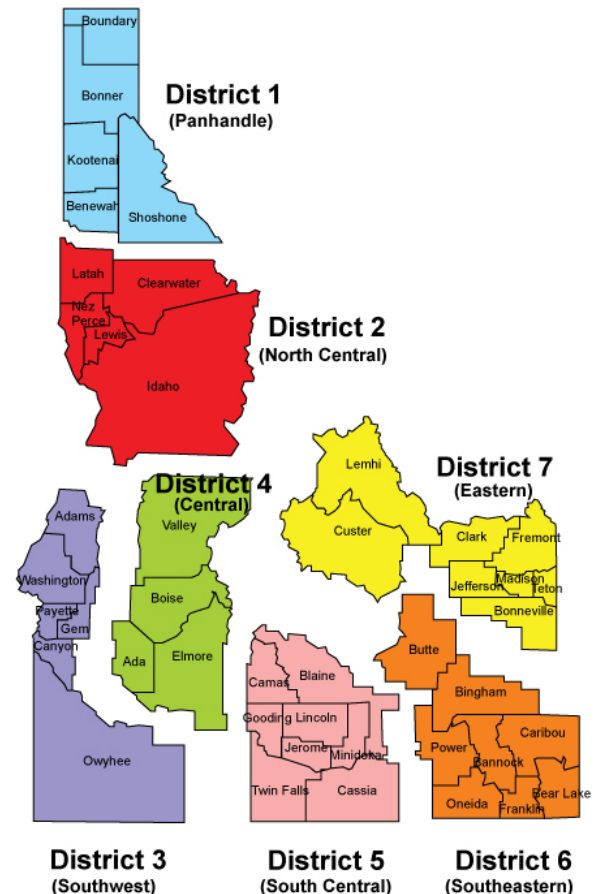 Boundary
Bonner
District 1
(Panhandle)
Kootenai
Benewah
Shoshone
Latah
Clearwater
Nez
Perce
Lewis
District 2
(North Central)
Idaho
Lemhi
District 7
(Eastern)
District 4
(Central)
Adams
Valley
Custer
Clark
Fremont
Washington
Jefferson
Madison
Teton
Boise
Payette
Bonneville
Gem
Canyon
Ada
Elmore
Butte
Camas
Blaine
Bingham
Gooding
Lincoln
Caribou
Jerome
Minidoka
Power
Bannock
Owyhee
Twin Falls
Cassia
Bear Lake
Oneida
Franklin
District 3
(Southwest)
District 5
(South Central)
District 6
(Southeastern)